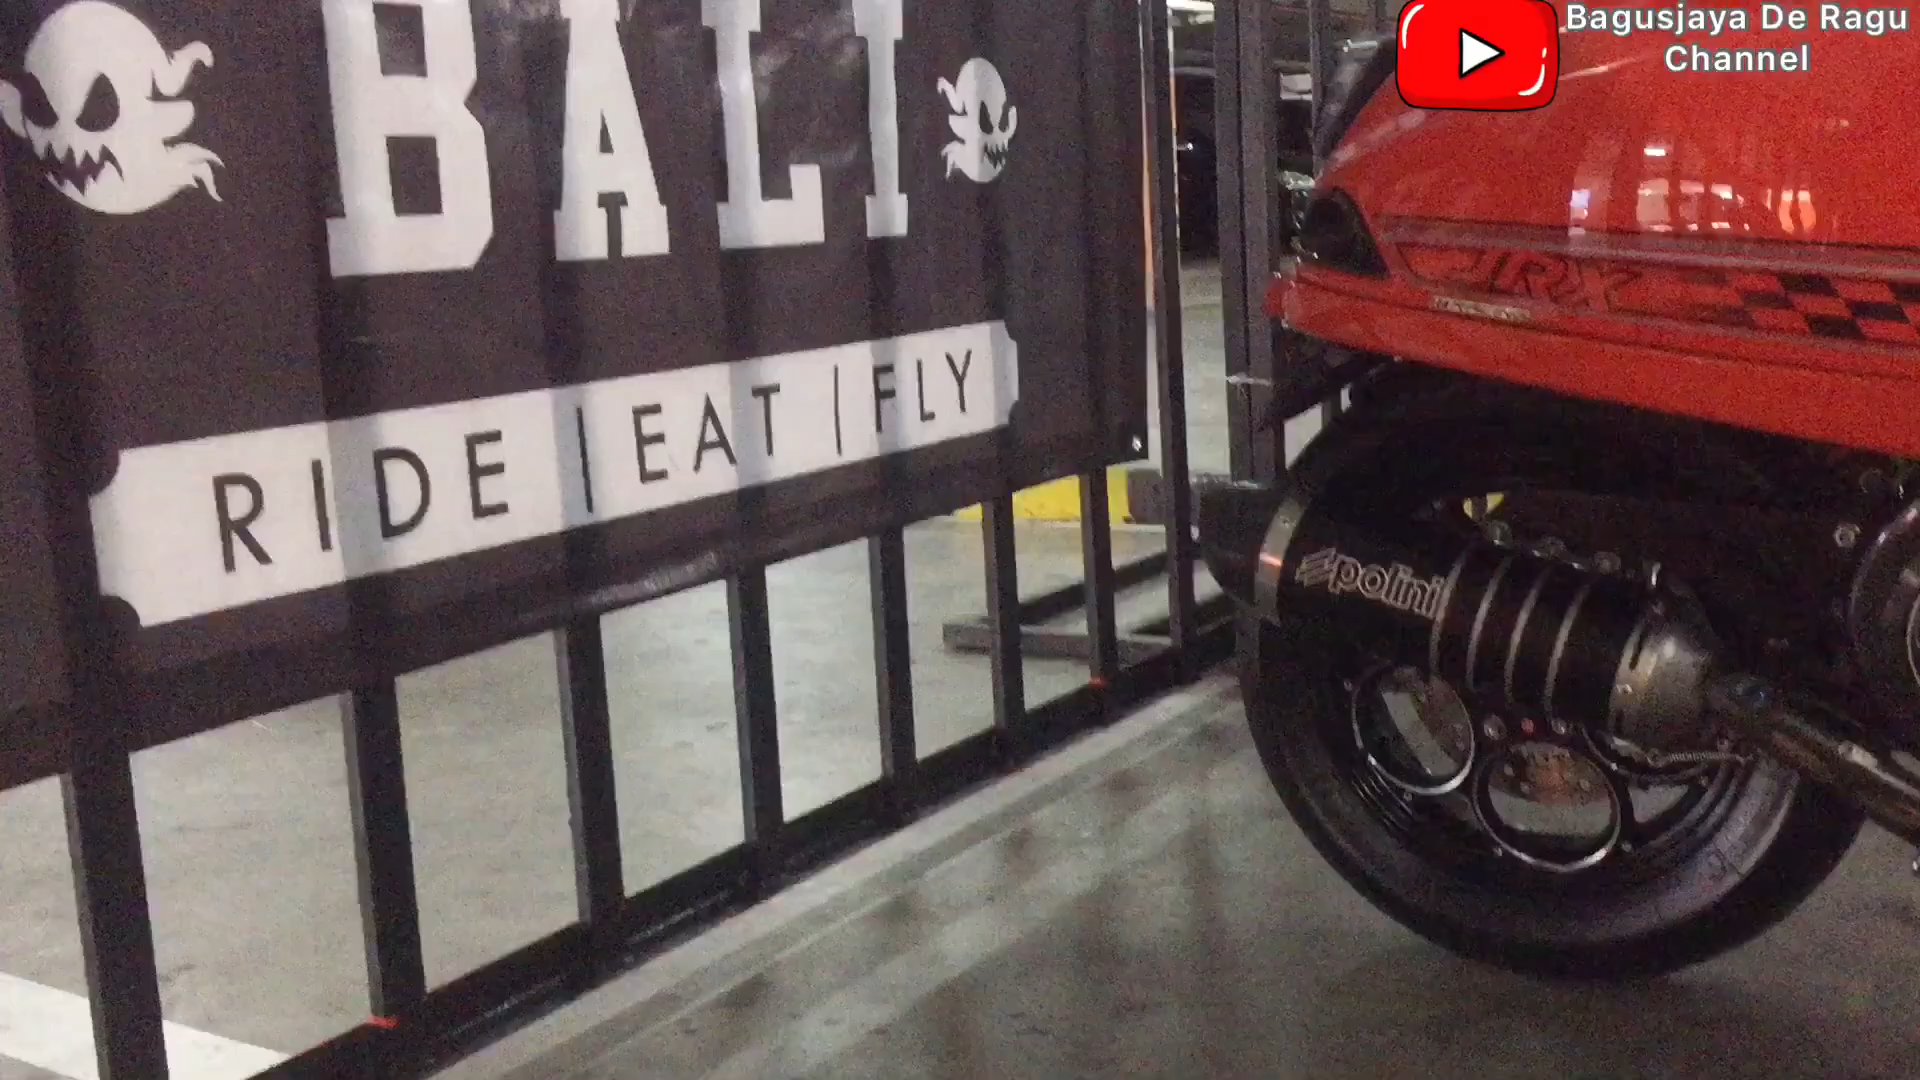 Bagusjaya De Ragu
Channel
BALI
RIDE | EAT | FLY
polini